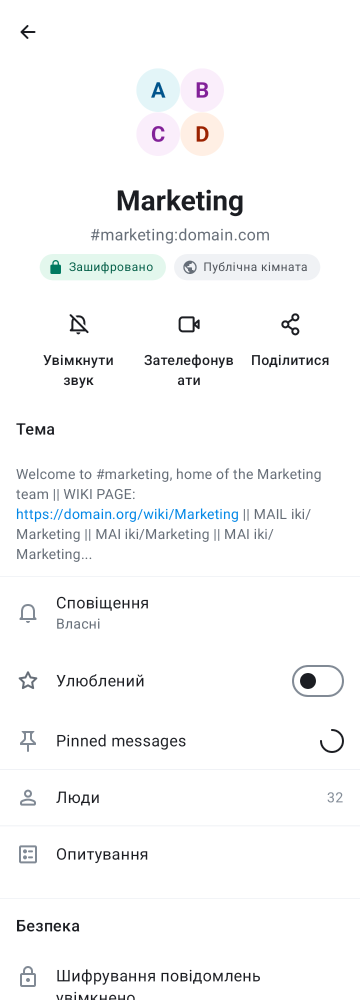 A B
C D
Marketing
#marketing:domain.com
Зашифровано Публічна кімната
Увімкнути звук
Зателефонувати
Поділитися
Тема
Welcome to #marketing, home of the Marketing
team || WIKI PAGE:
https://domain.org/wiki/Marketing || MAIL iki/
Marketing || MAI iki/Marketing || MAI iki/
Marketing...
Сповіщення
Власні
Улюблений
Pinned messages
Люди 32
Опитування
Безпека
Шифрування повідомлень
увімкнено